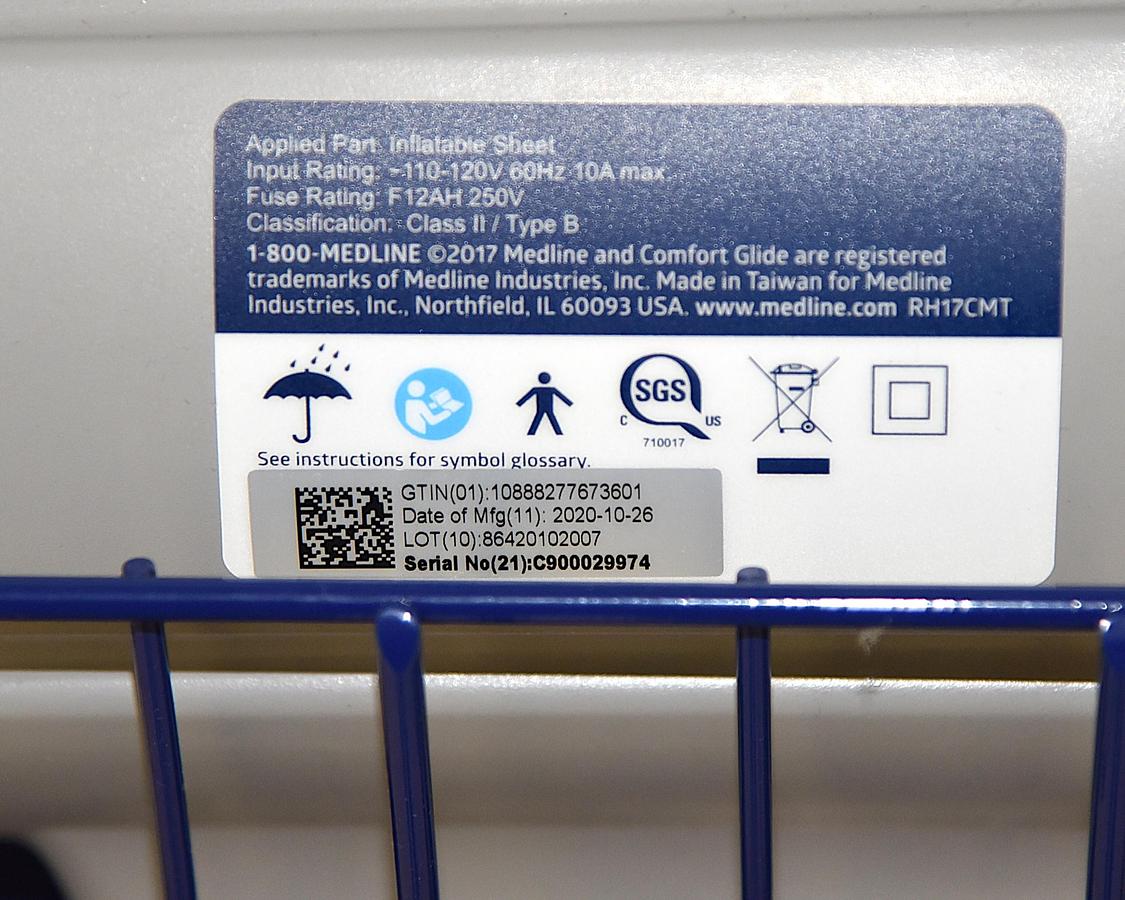 Applied Part: Inflatable Sheet
Input Rating: ~110-120V 60Hz 10A max
Fuse Rating: F12AH 250V
Classification: Class II / Type B
1-800-MEDLINE ©2017 Medline and Comfort Glide are registered
trademarks of Medline Industries, Inc. Made in Taiwan for Medline
Industries, Inc., Northfield, IL 60093 USA. www.medline.com RH17CMT
SGS
C US
710017
See instructions for symbol glossary.
GTIN(01):10888277673601
Date of Mfg(11): 2020-10-26
LOT(10):86420102007
Serial No(21):C900029974